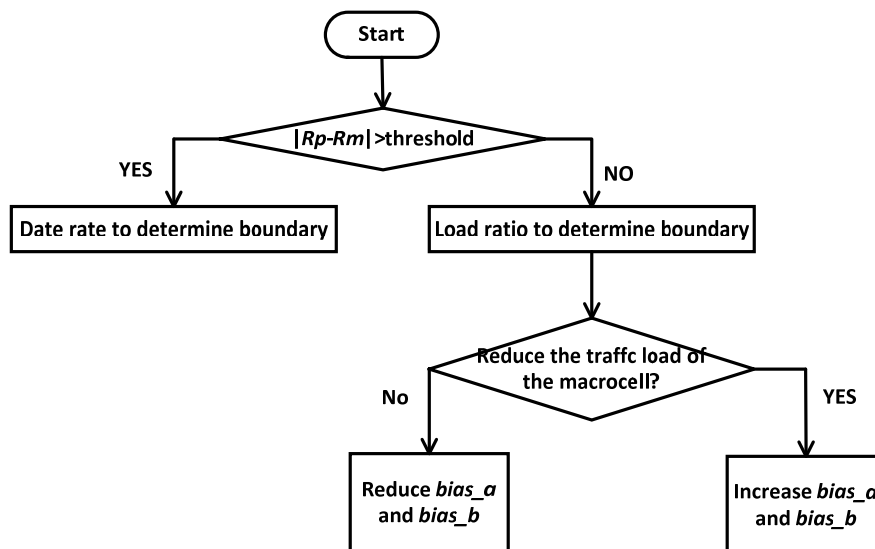 Start
|Rp-Rm|>threshold
YES
NO
Date rate to determine boundary
Load ratio to determine boundary
Reduce the traffc load of
the macrocell?
No
YES
Reduce bias_a
and bias_b
Increase bias_a
and bias_b